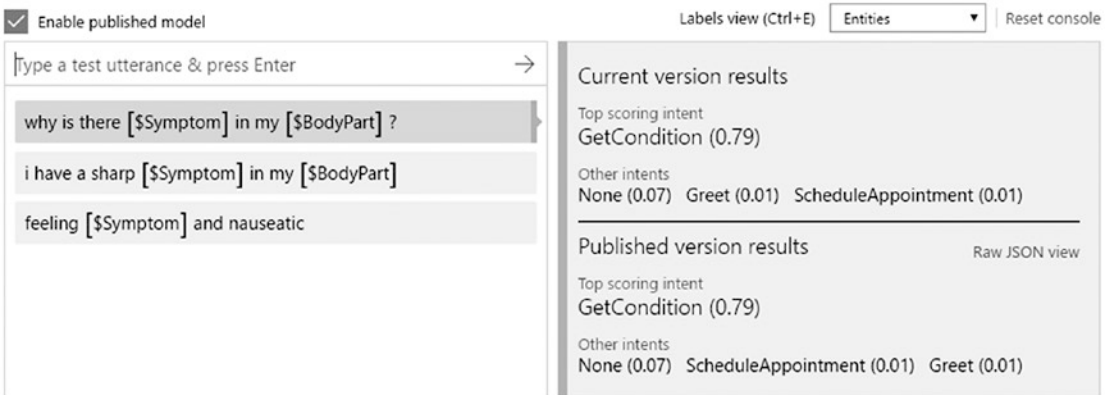 Enable published model
Labels view (Ctrl+E) Entities Reset console
Type a test utterance & press Enter
why is there [$Symptom] in my [$BodyPart] ?
i have a sharp [$Symptom] in my [$BodyPart]
feeling [$Symptom] and nauseatic
Current version results
Top scoring intent
GetCondition (0.79)
Other intents
None (0.07) Greet (0.01) ScheduleAppointment (0.01)
Published version results
Raw JSON view
Top scoring intent
GetCondition (0.79)
Other intents
None (0.07) ScheduleAppointment (0.01) Greet (0.01)